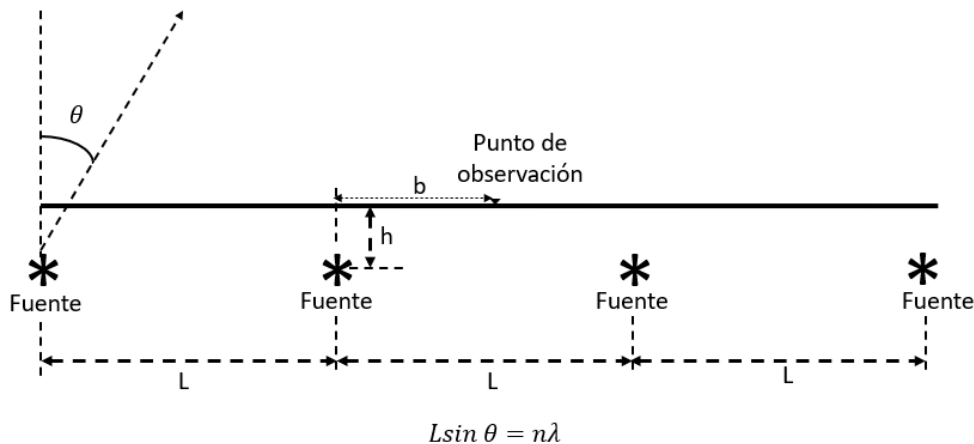 θ
Punto de
observación
b
h
Fuente
Fuente
Fuente
Fuente
L
L
L
Lsin θ = nλ